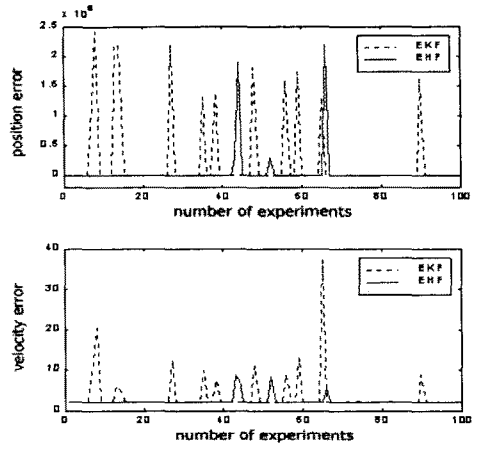 x 10⁶
2.5
2
1.5
1
0.5
0
position error
EKF
EHF
0 20 40 60 80 100
number of experiments
40
30
20
10
0
velocity error
EKF
EHF
0 20 40 60 80 100
number of experiments